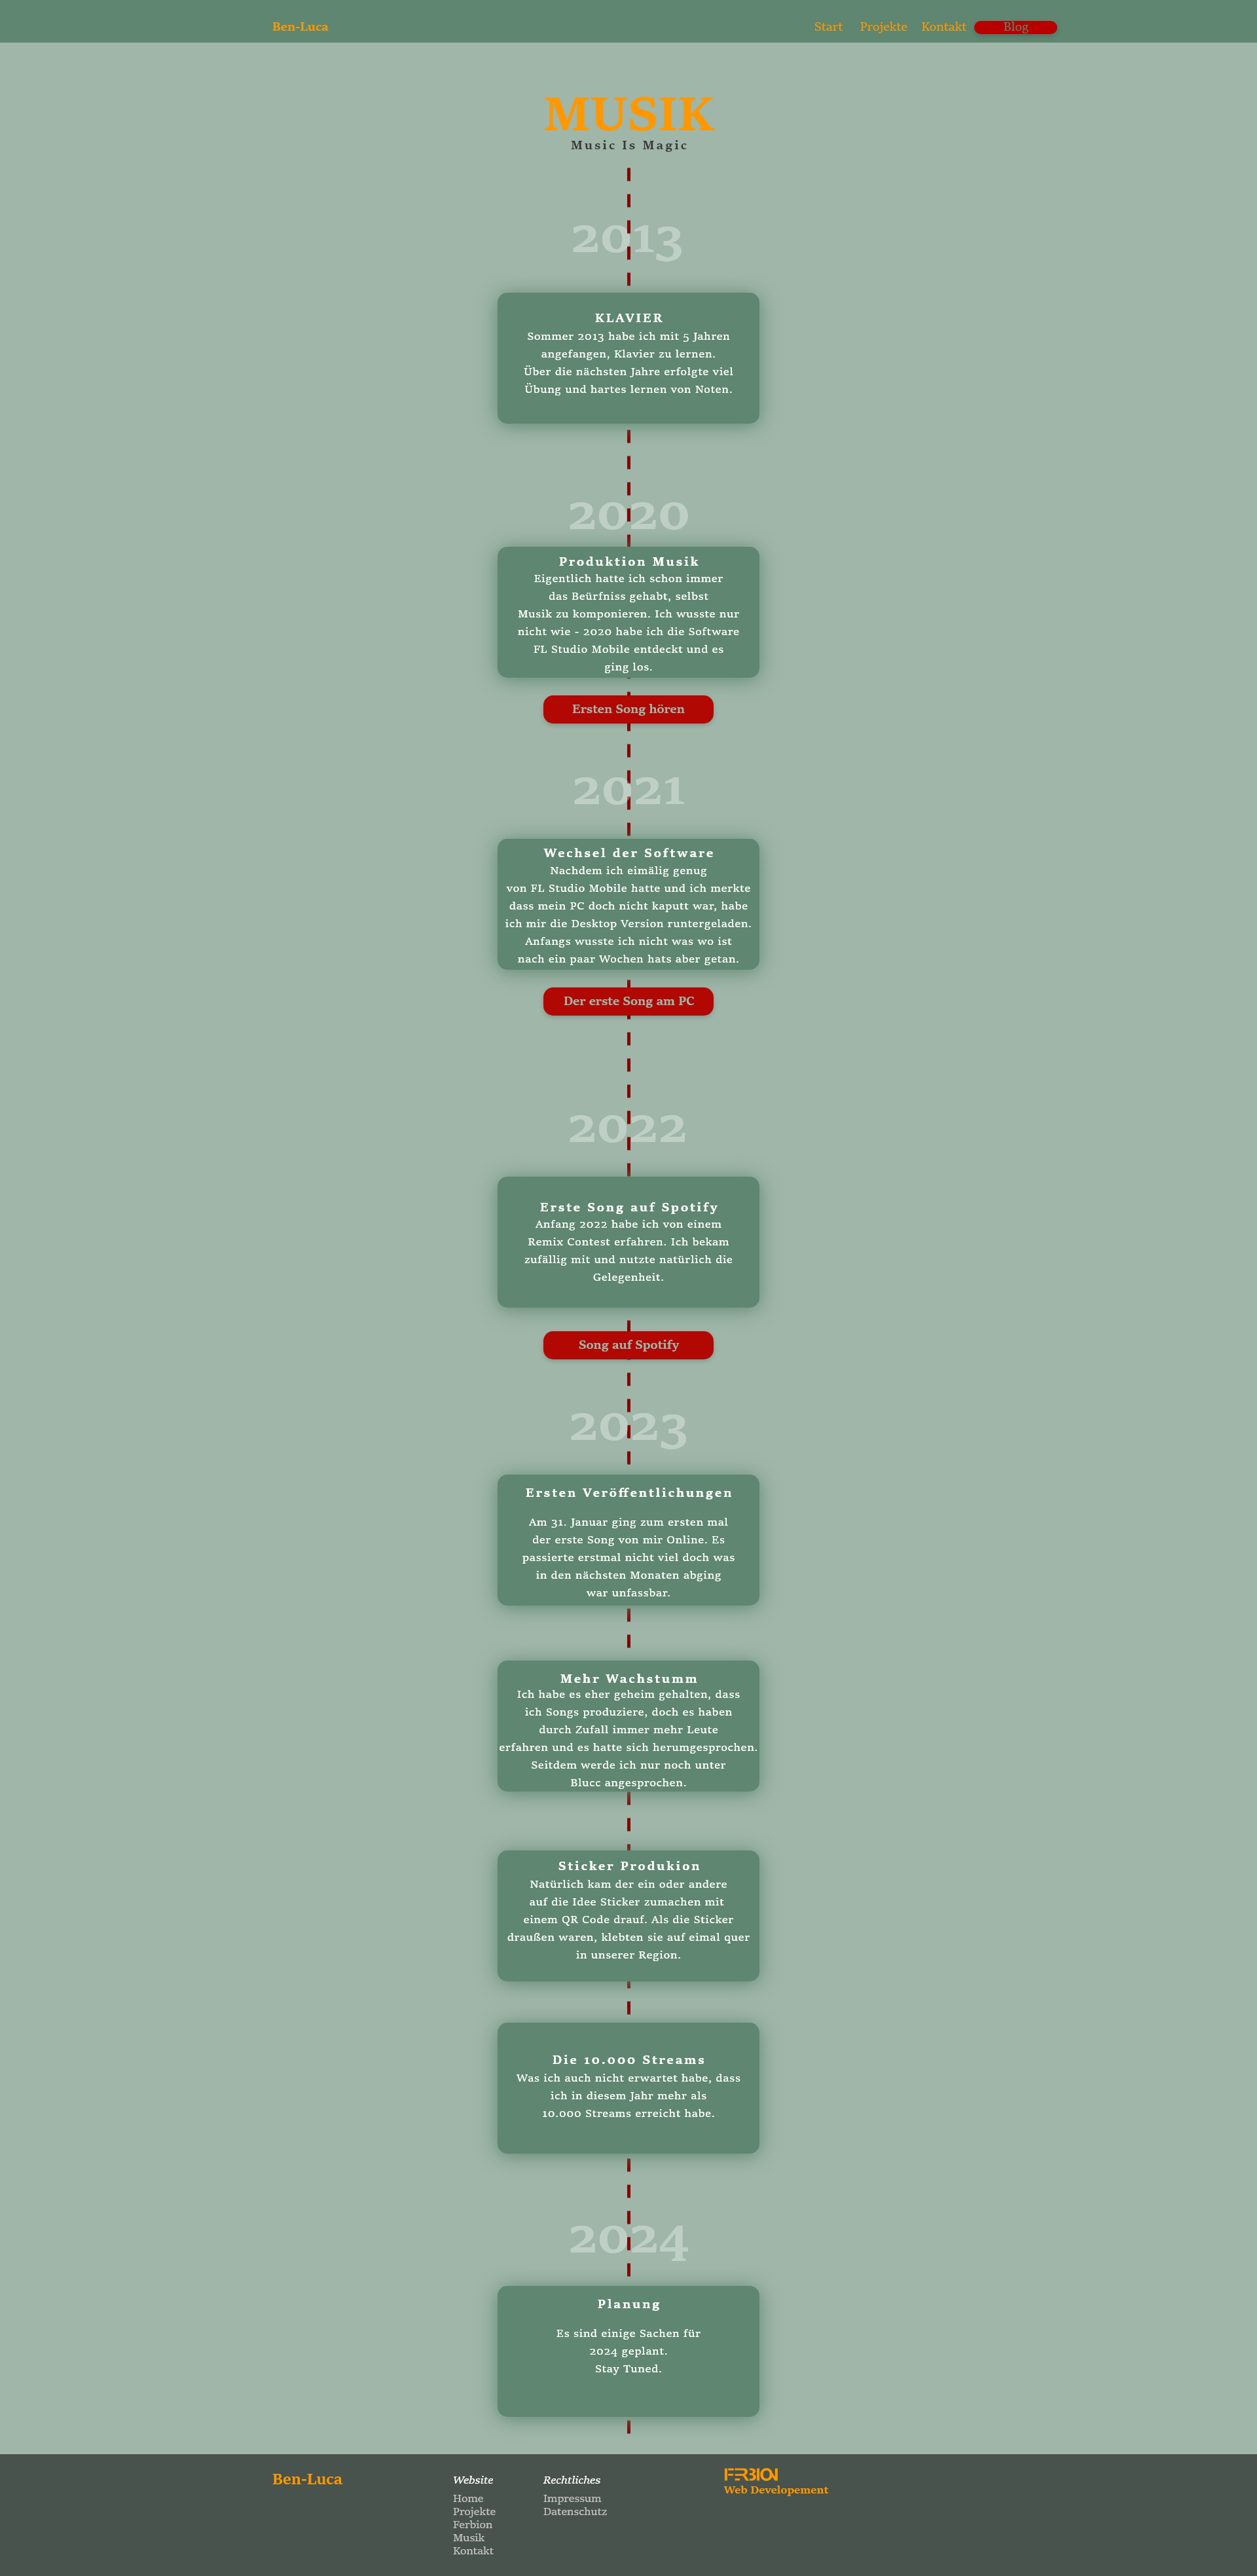 Ben-Luca
Start Projekte Kontakt Blog
MUSIK
Music Is Magic
2013
KLAVIER
Sommer 2013 habe ich mit 5 Jahren
angefangen, Klavier zu lernen.
Über die nächsten Jahre erfolgte viel
Übung und hartes lernen von Noten.
2020
Produktion Musik
Eigentlich hatte ich schon immer
das Beürfniss gehabt, selbst
Musik zu komponieren. Ich wusste nur
nicht wie - 2020 habe ich die Software
FL Studio Mobile entdeckt und es
ging los.
Ersten Song hören
2021
Wechsel der Software
Nachdem ich eimälig genug
von FL Studio Mobile hatte und ich merkte
dass mein PC doch nicht kaputt war, habe
ich mir die Desktop Version runtergeladen.
Anfangs wusste ich nicht was wo ist
nach ein paar Wochen hats aber getan.
Der erste Song am PC
2022
Erste Song auf Spotify
Anfang 2022 habe ich von einem
Remix Contest erfahren. Ich bekam
zufällig mit und nutzte natürlich die
Gelegenheit.
Song auf Spotify
2023
Ersten Veröffentlichungen
Am 31. Januar ging zum ersten mal
der erste Song von mir Online. Es
passierte erstmal nicht viel doch was
in den nächsten Monaten abging
war unfassbar.
Mehr Wachstumm
Ich habe es eher geheim gehalten, dass
ich Songs produziere, doch es haben
durch Zufall immer mehr Leute
erfahren und es hatte sich herumgesprochen.
Seitdem werde ich nur noch unter
Blucc angesprochen.
Sticker Produkion
Natürlich kam der ein oder andere
auf die Idee Sticker zumachen mit
einem QR Code drauf. Als die Sticker
draußen waren, klebten sie auf eimal quer
in unserer Region.
Die 10.000 Streams
Was ich auch nicht erwartet habe, dass
ich in diesem Jahr mehr als
10.000 Streams erreicht habe.
2024
Planung
Es sind einige Sachen für
2024 geplant.
Stay Tuned.
Ben-Luca
Website
Home
Projekte
Ferbion
Musik
Kontakt
Rechtliches
Impressum
Datenschutz
FERBION
Web Developement